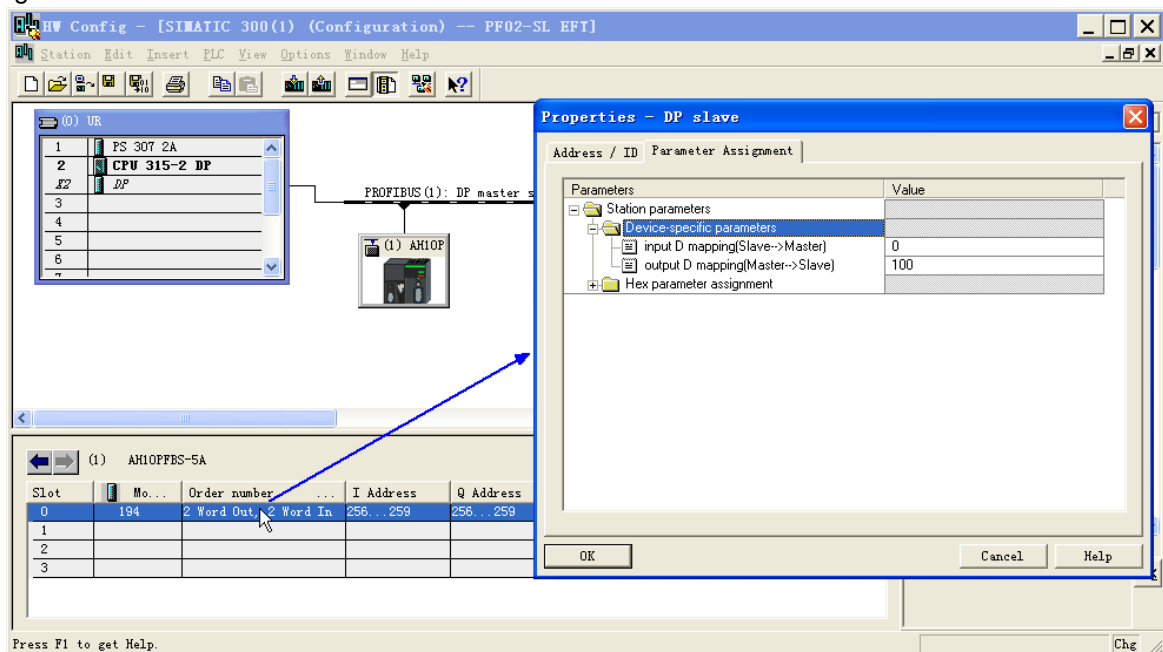 HW Config - [SIMATIC 300(1) (Configuration) -- PF02-SL EFT]
Station Edit Insert PLC View Options Window Help
(0) UR
1 PS 307 2A
2 CPU 315-2 DP
X2 DP
3
4
5
6
PROFIBUS(1): DP master s
(1) AH10P
Properties - DP slave
Address / ID Parameter Assignment
Parameters Value
Station parameters
Device-specific parameters
input D mapping(Slave-->Master) 0
output D mapping(Master-->Slave) 100
Hex parameter assignment
OK Cancel Help
(1) AH10PFBS-5A
Slot Mo... Order number ... I Address Q Address
0 194 2 Word Out, 2 Word In 256...259 256...259
1
2
3
Press F1 to get Help. Chg